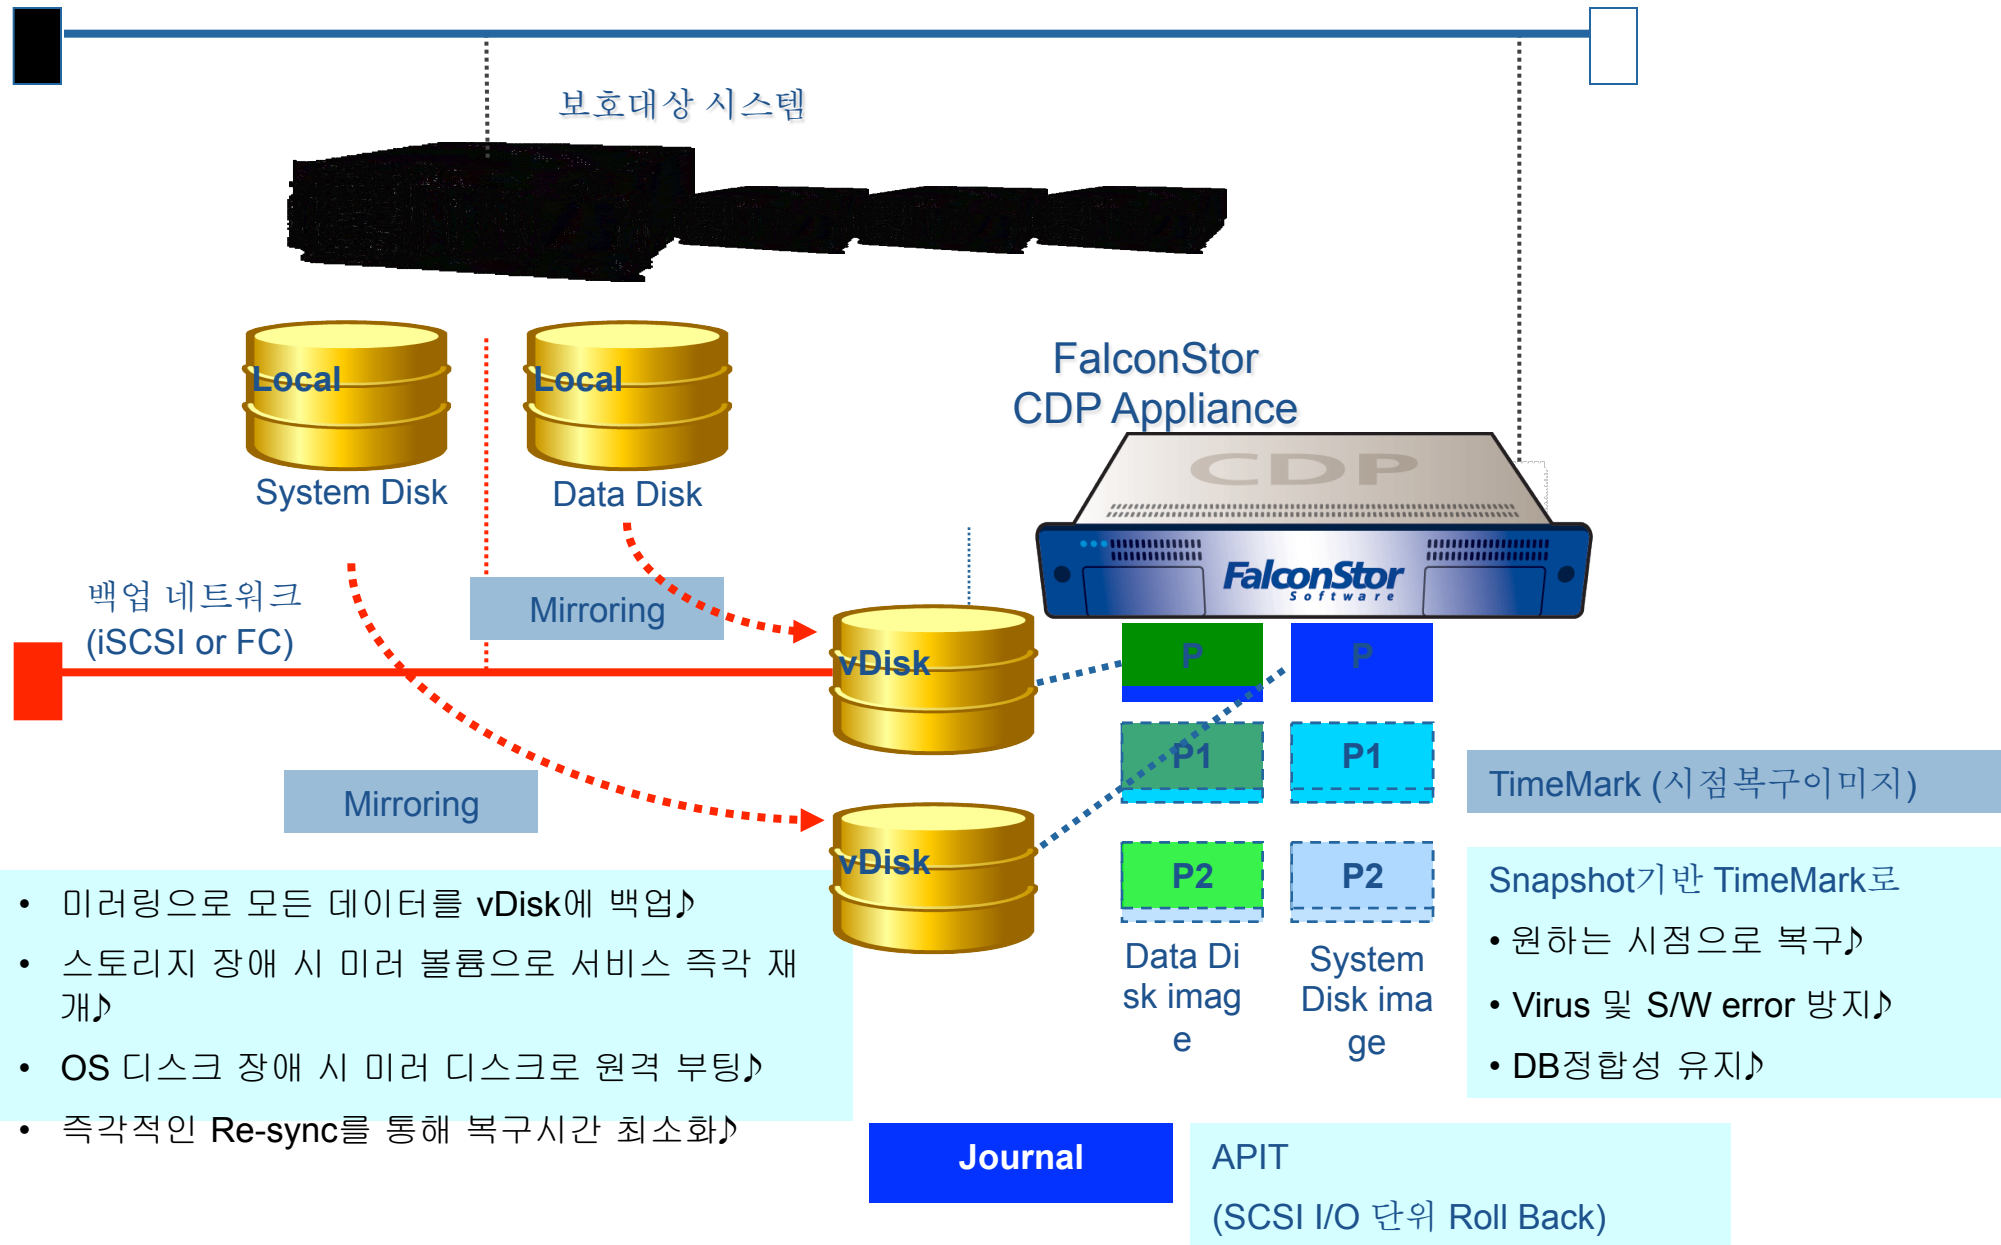 보호대상 시스템
Local
Local
System Disk
Data Disk
FalconStor
CDP Appliance
CDP
FalconStor
Software
백업 네트워크
(iSCSI or FC)
Mirroring
vDisk
P
P
P1
P1
TimeMark (시점복구이미지)
Mirroring
vDisk
P2
P2
Data Di
sk imag
e
System
Disk ima
ge
Snapshot기반 TimeMark로
• 원하는 시점으로 복구♪
• Virus 및 S/W error 방지♪
• DB정합성 유지♪
• 미러링으로 모든 데이터를 vDisk에 백업♪
• 스토리지 장애 시 미러 볼륨으로 서비스 즉각 재
개♪
• OS 디스크 장애 시 미러 디스크로 원격 부팅♪
• 즉각적인 Re-sync를 통해 복구시간 최소화♪
Journal
APIT
(SCSI I/O 단위 Roll Back)